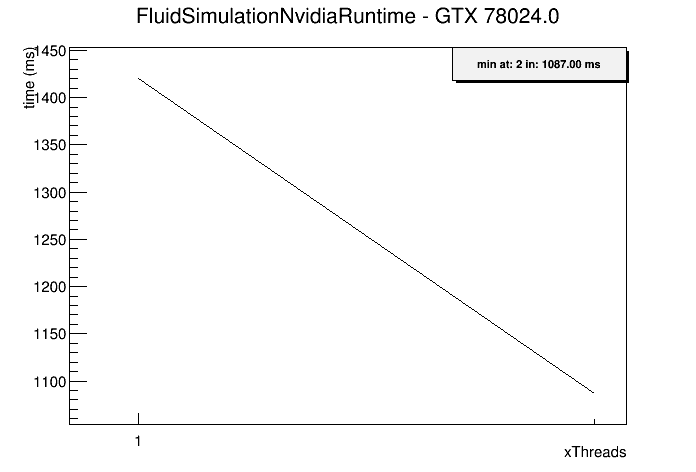 FluidSimulationNvidiaRuntime - GTX 78024.0
time (ms)
min at: 2 in: 1087.00 ms
1450
1400
1350
1300
1250
1200
1150
1100
1
xThreads